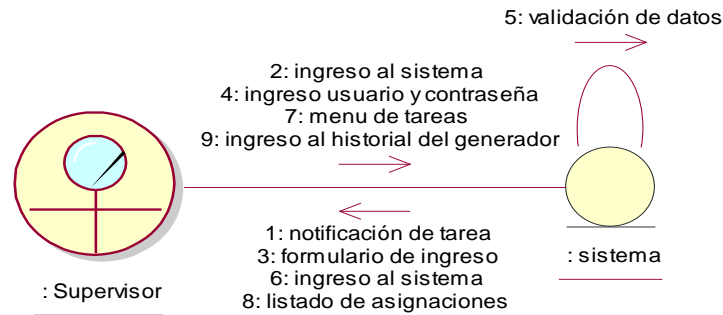 5: validación de datos
2: ingreso al sistema
4: ingreso usuario y contraseña
7: menu de tareas
9: ingreso al historial del generador
1: notificación de tarea
3: formulario de ingreso
6: ingreso al sistema
8: listado de asignaciones
: Supervisor
: sistema